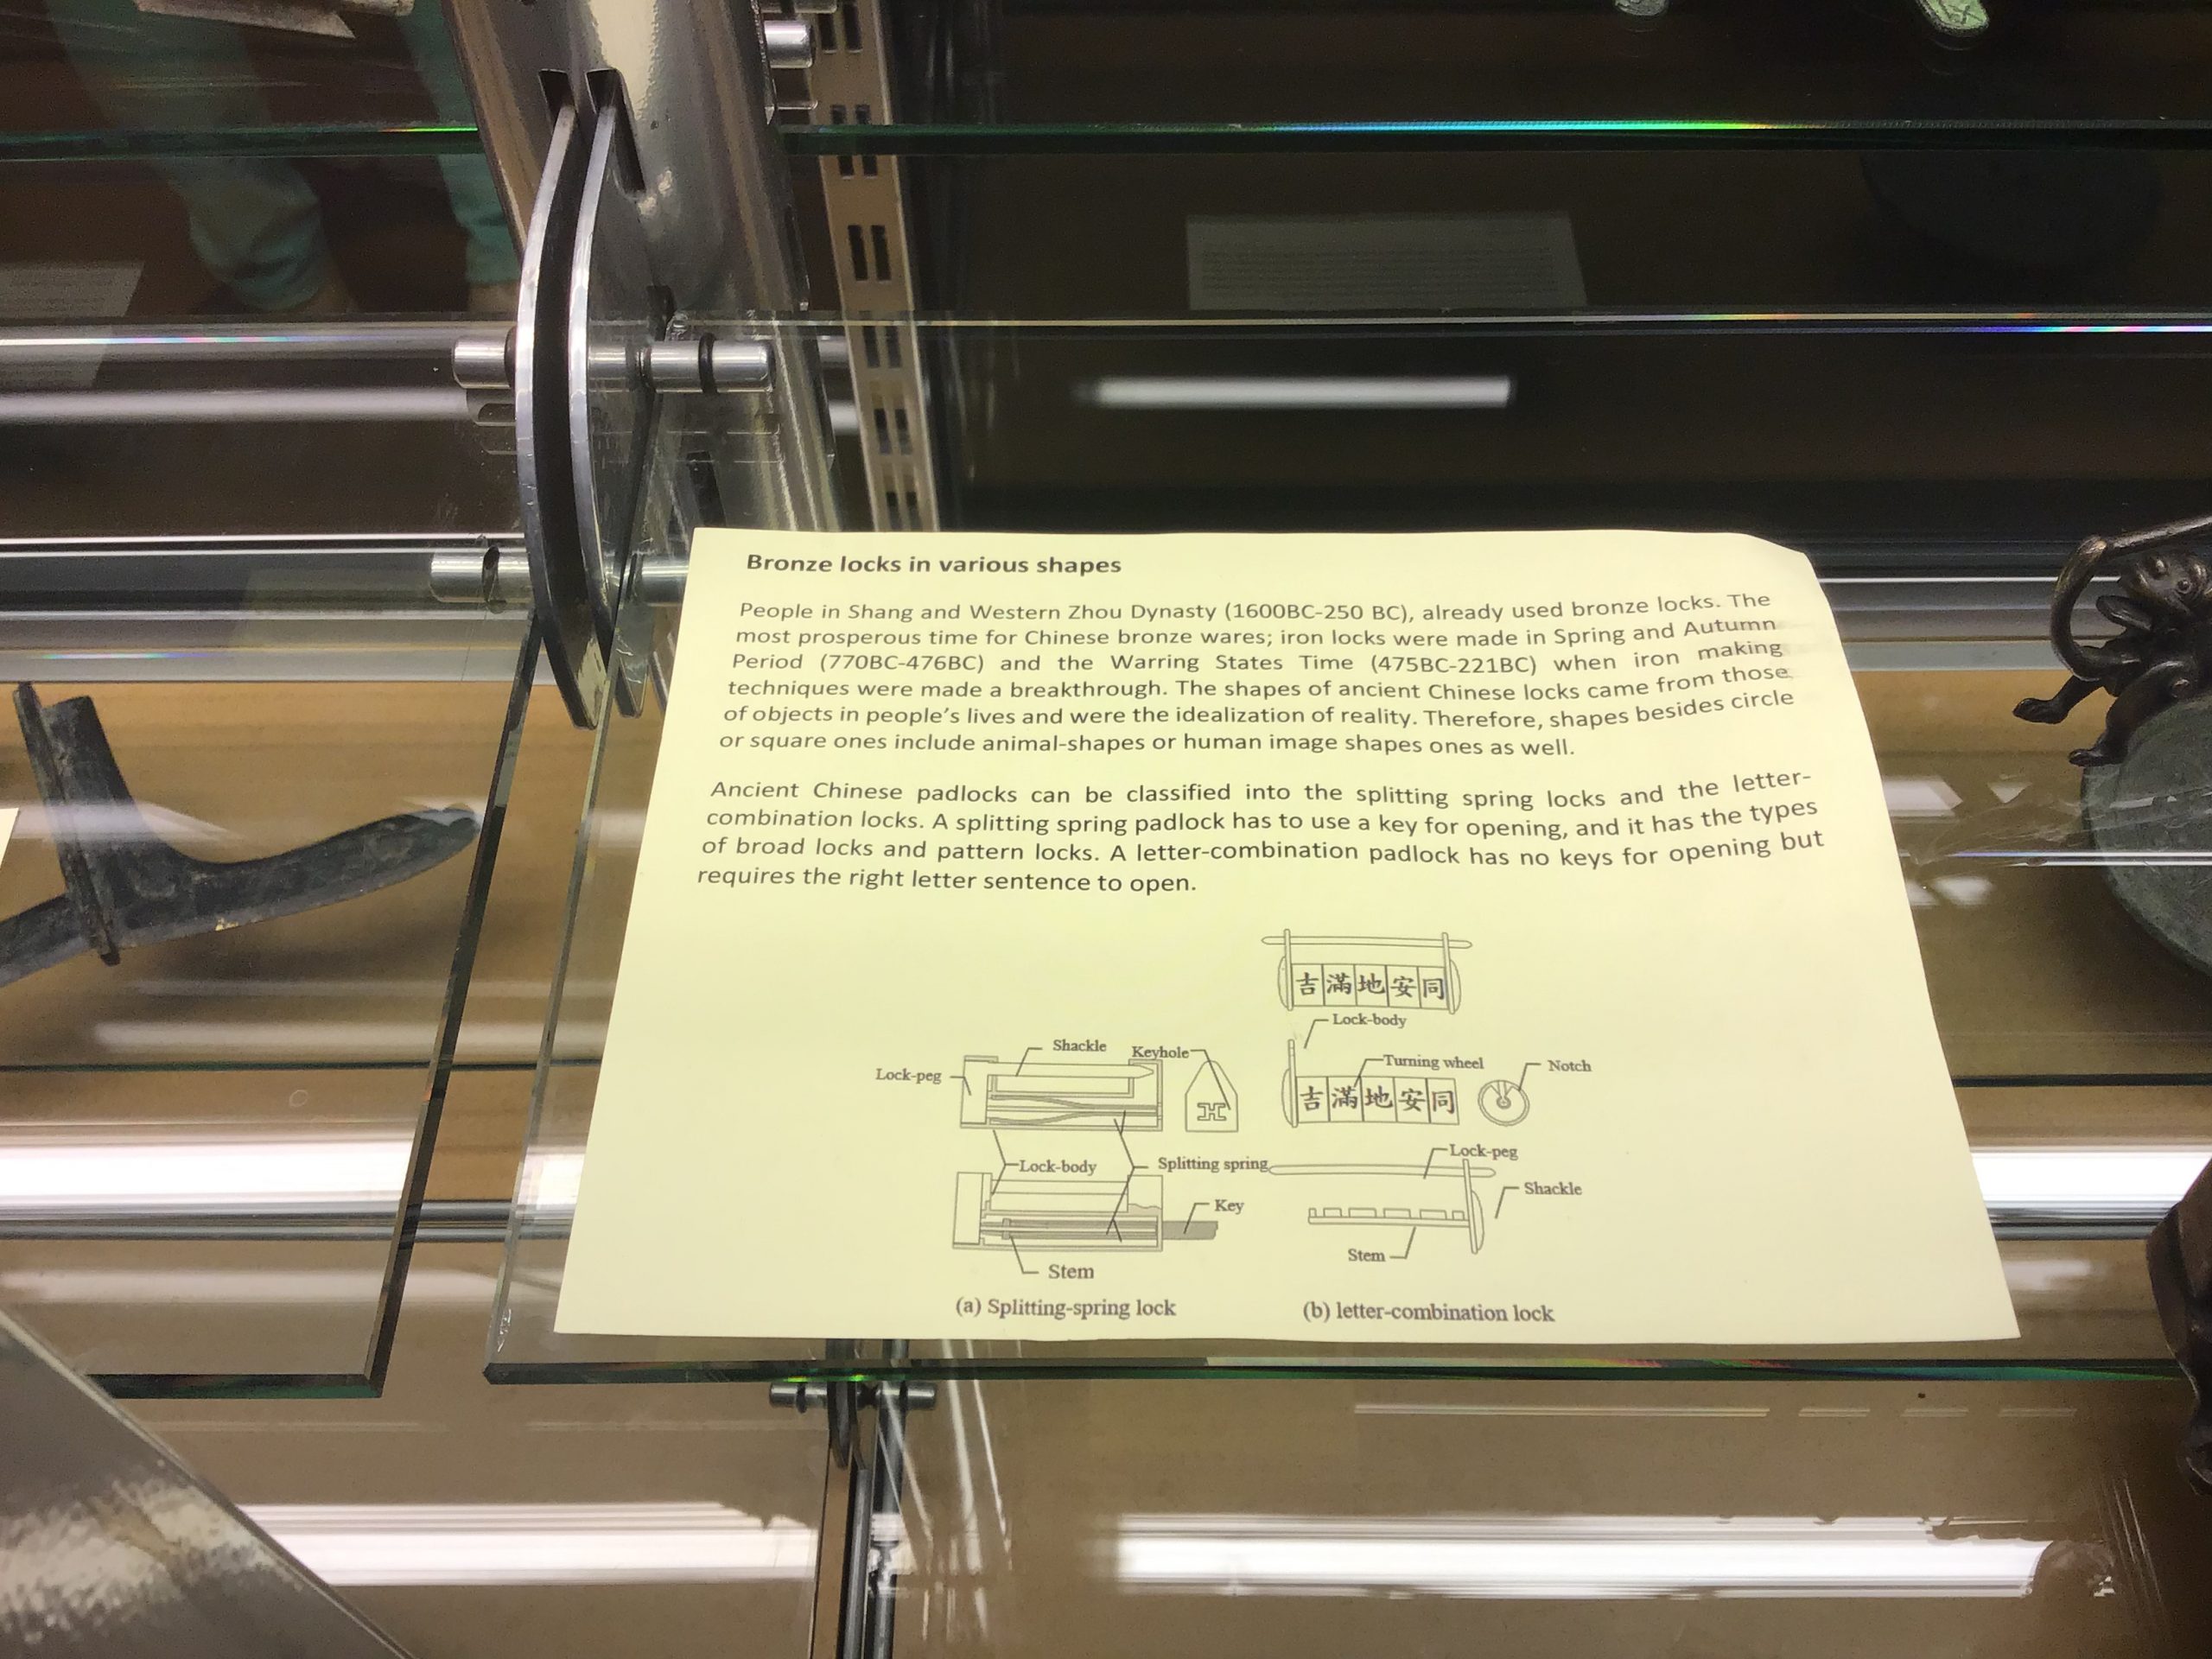 Bronze locks in various shapes
People in Shang and Western Zhou Dynasty (1600BC-250 BC), already used bronze locks. The
most prosperous time for Chinese bronze wares; iron locks were made in Spring and Autumn
Period (770BC-476BC) and the Warring States Time (475BC-221BC) when iron making
techniques were made a breakthrough. The shapes of ancient Chinese locks came from those
of objects in people's lives and were the idealization of reality. Therefore, shapes besides circle
or square ones include animal-shapes or human image shapes ones as well.
Ancient Chinese padlocks can be classified into the splitting spring locks and the letter-
combination locks. A splitting spring padlock has to use a key for opening, and it has the types
of broad locks and pattern locks. A letter-combination padlock has no keys for opening but
requires the right letter sentence to open.
吉滿地安同
Lock-body
Shackle
Keyhole
Lock-peg
Turning wheel
Notch
吉滿地安同
Lock-body
Splitting spring
Lock-peg
Shackle
Key
Stem
Stem
(a) Splitting-spring lock
(b) letter-combination lock